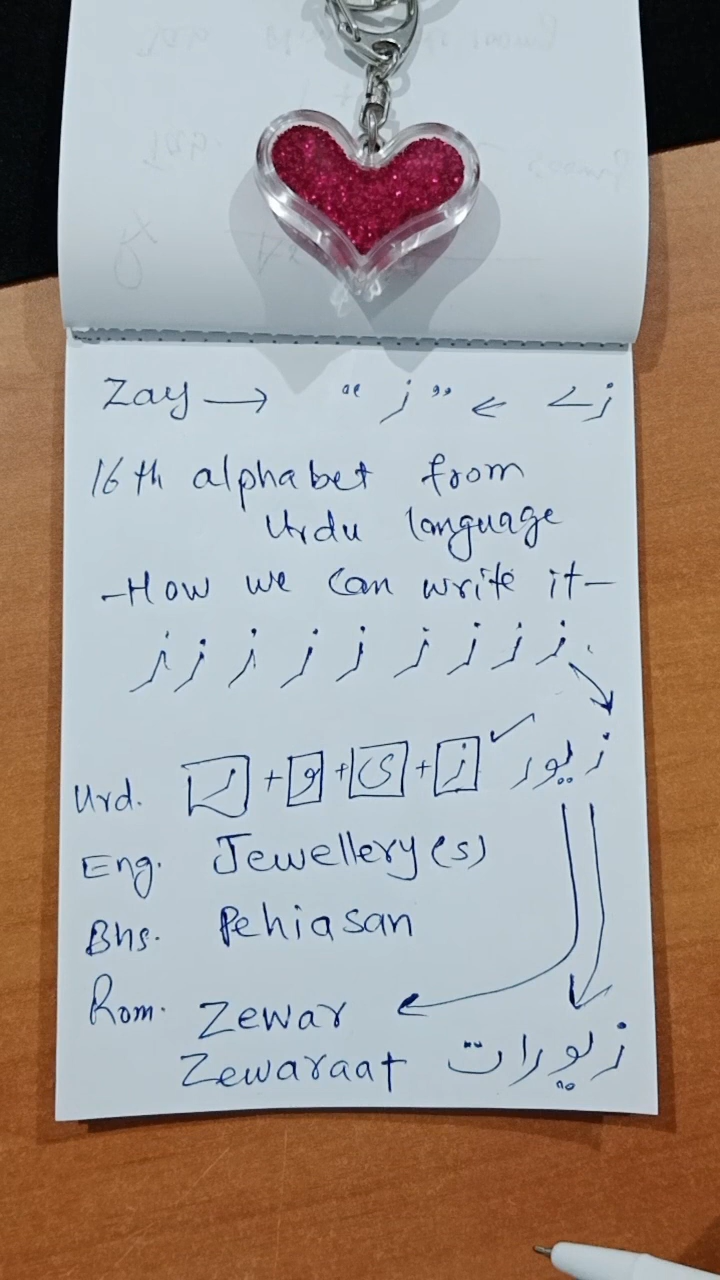 Zay → “ ز ” ← زے
16th alphabet from
Urdu language
-How we can write it-
ز ز ز ز ز ز ز ز ز
Urd. ر + و + ی + ز ✓ زیور
Eng. Jewellery(s)
Bhs. Pehiasan
Rom. Zewar
Zewaraat زیورات